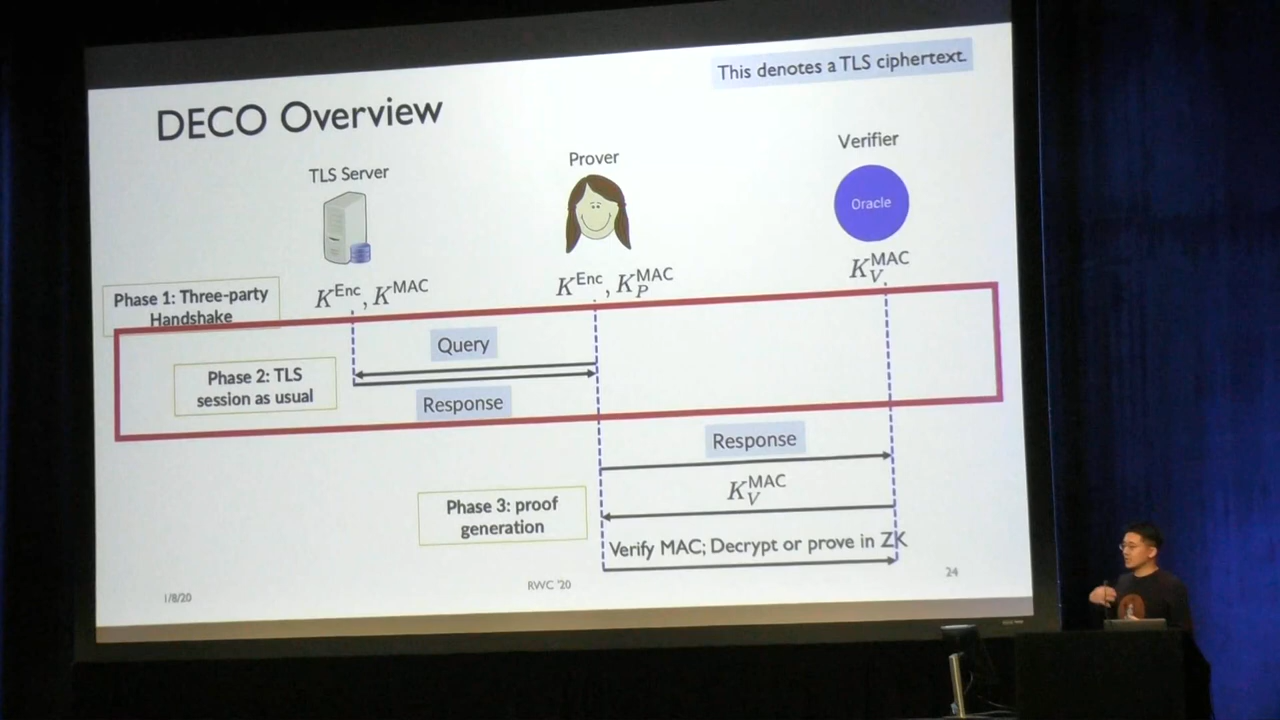 This denotes a TLS ciphertext.
DECO Overview
TLS Server
Prover
Verifier
Oracle
Phase 1: Three-party
Handshake
K^Enc, K^MAC
K^Enc, K_P^MAC
K_V^MAC
Query
Phase 2: TLS
session as usual
Response
Response
K_V^MAC
Phase 3: proof
generation
Verify MAC; Decrypt or prove in ZK
1/8/20
RWC '20
24